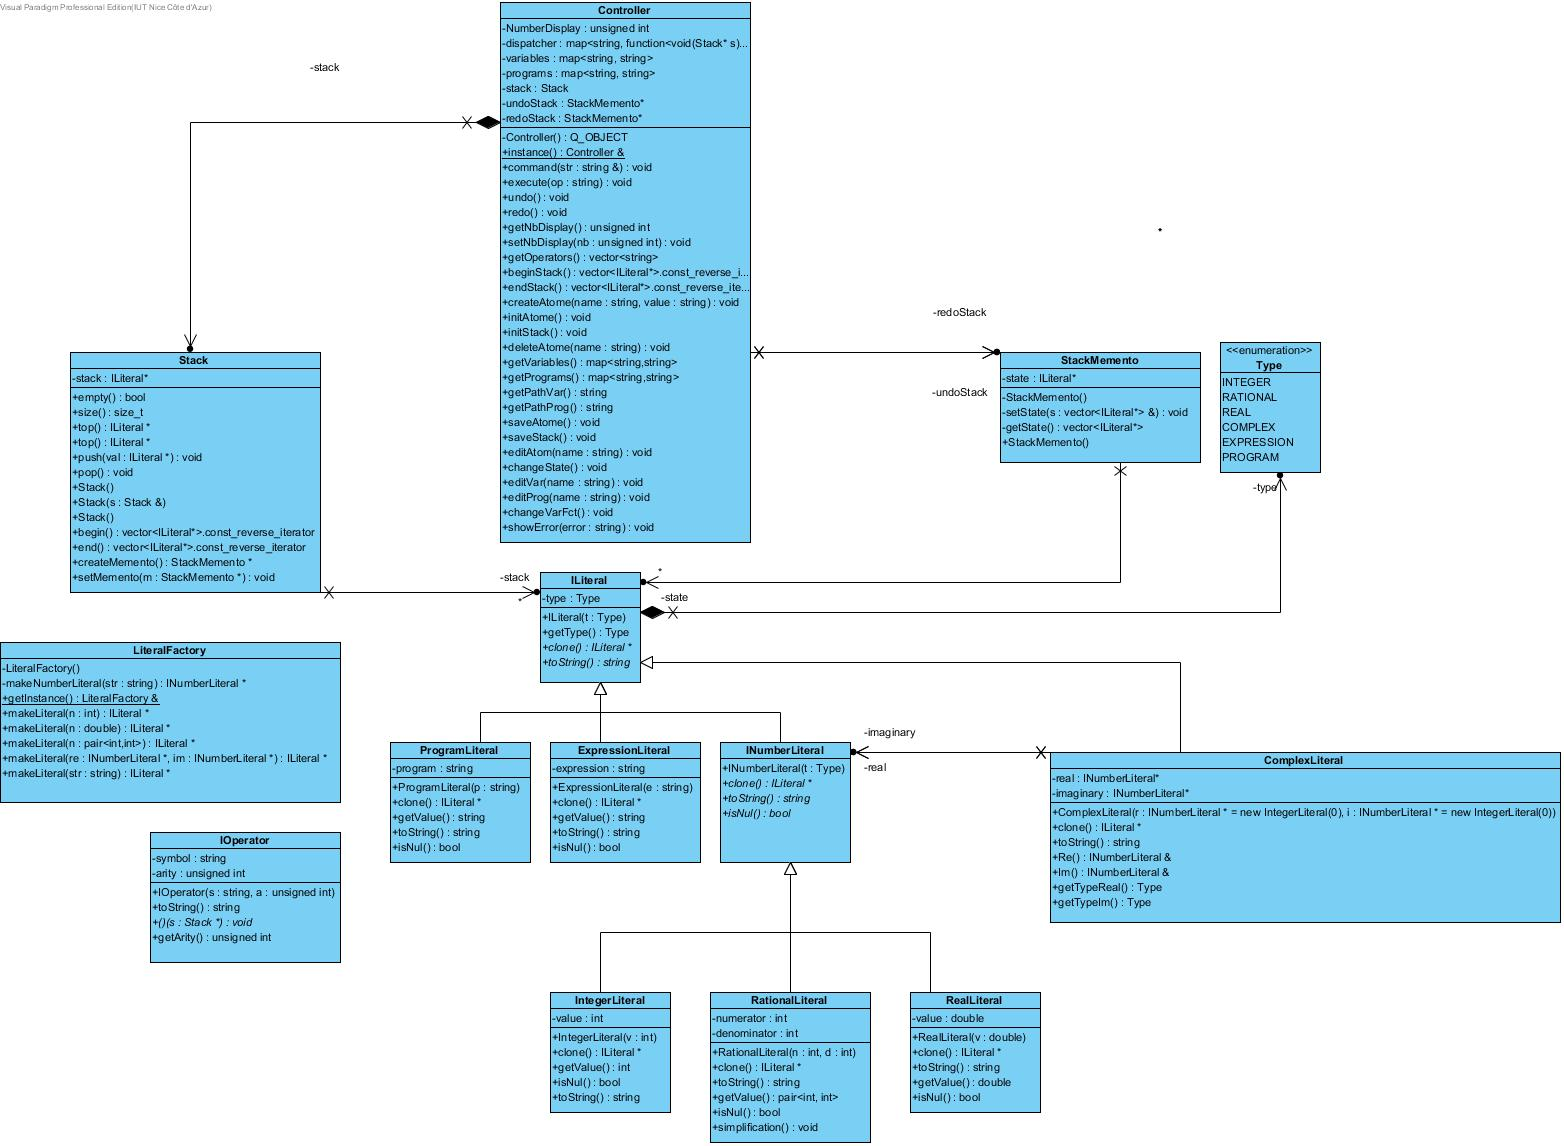 Visual Paradigm Professional Edition(IUT Nice Côte d'Azur)
Controller
-NumberDisplay : unsigned int
-dispatcher : map<string, function<void(Stack* s)...
-variables : map<string, string>
-programs : map<string, string>
-stack : Stack
-undoStack : StackMemento*
-redoStack : StackMemento*
-Controller() : Q_OBJECT
+instance() : Controller &
+command(str : string &) : void
+execute(op : string) : void
+undo() : void
+redo() : void
+getNbDisplay() : unsigned int
+setNbDisplay(nb : unsigned int) : void
+getOperators() : vector<string>
+beginStack() : vector<ILiteral*>.const_reverse_i...
+endStack() : vector<ILiteral*>.const_reverse_ite...
+createAtome(name : string, value : string) : void
+initAtome() : void
+initStack() : void
+deleteAtome(name : string) : void
+getVariables() : map<string,string>
+getPrograms() : map<string,string>
+getPathVar() : string
+getPathProg() : string
+saveAtome() : void
+saveStack() : void
+editAtom(name : string) : void
+changeState() : void
+editVar(name : string) : void
+editProg(name : string) : void
+changeVarFct() : void
+showError(error : string) : void
-stack
*
-redoStack
-undoStack
Stack
-stack : ILiteral*
+empty() : bool
+size() : size_t
+top() : ILiteral *
+top() : ILiteral *
+push(val : ILiteral *) : void
+pop() : void
+Stack()
+Stack(s : Stack &)
+Stack()
+begin() : vector<ILiteral*>.const_reverse_iterator
+end() : vector<ILiteral*>.const_reverse_iterator
+createMemento() : StackMemento *
+setMemento(m : StackMemento *) : void
StackMemento
-state : ILiteral*
-StackMemento()
-setState(s : vector<ILiteral*> &) : void
-getState() : vector<ILiteral*>
+StackMemento()
<<enumeration>>
Type
INTEGER
RATIONAL
REAL
COMPLEX
EXPRESSION
PROGRAM
-type
-stack
*
*
-state
ILiteral
-type : Type
+ILiteral(t : Type)
+getType() : Type
+clone() : ILiteral *
+toString() : string
LiteralFactory
-LiteralFactory()
-makeNumberLiteral(str : string) : INumberLiteral *
+getInstance() : LiteralFactory &
+makeLiteral(n : int) : ILiteral *
+makeLiteral(n : double) : ILiteral *
+makeLiteral(n : pair<int,int>) : ILiteral *
+makeLiteral(re : INumberLiteral *, im : INumberLiteral *) : ILiteral *
+makeLiteral(str : string) : ILiteral *
ProgramLiteral
-program : string
+ProgramLiteral(p : string)
+clone() : ILiteral *
+getValue() : string
+toString() : string
+isNul() : bool
ExpressionLiteral
-expression : string
+ExpressionLiteral(e : string)
+clone() : ILiteral *
+getValue() : string
+toString() : string
+isNul() : bool
INumberLiteral
+INumberLiteral(t : Type)
+clone() : ILiteral *
+toString() : string
+isNul() : bool
-imaginary
-real
ComplexLiteral
-real : INumberLiteral*
-imaginary : INumberLiteral*
+ComplexLiteral(r : INumberLiteral * = new IntegerLiteral(0), i : INumberLiteral * = new IntegerLiteral(0))
+clone() : ILiteral *
+toString() : string
+Re() : INumberLiteral &
+Im() : INumberLiteral &
+getTypeReal() : Type
+getTypeIm() : Type
IOperator
-symbol : string
-arity : unsigned int
+IOperator(s : string, a : unsigned int)
+toString() : string
+()(s : Stack *) : void
+getArity() : unsigned int
IntegerLiteral
-value : int
+IntegerLiteral(v : int)
+clone() : ILiteral *
+getValue() : int
+isNul() : bool
+toString() : string
RationalLiteral
-numerator : int
-denominator : int
+RationalLiteral(n : int, d : int)
+clone() : ILiteral *
+toString() : string
+getValue() : pair<int, int>
+isNul() : bool
+simplification() : void
RealLiteral
-value : double
+RealLiteral(v : double)
+clone() : ILiteral *
+toString() : string
+getValue() : double
+isNul() : bool